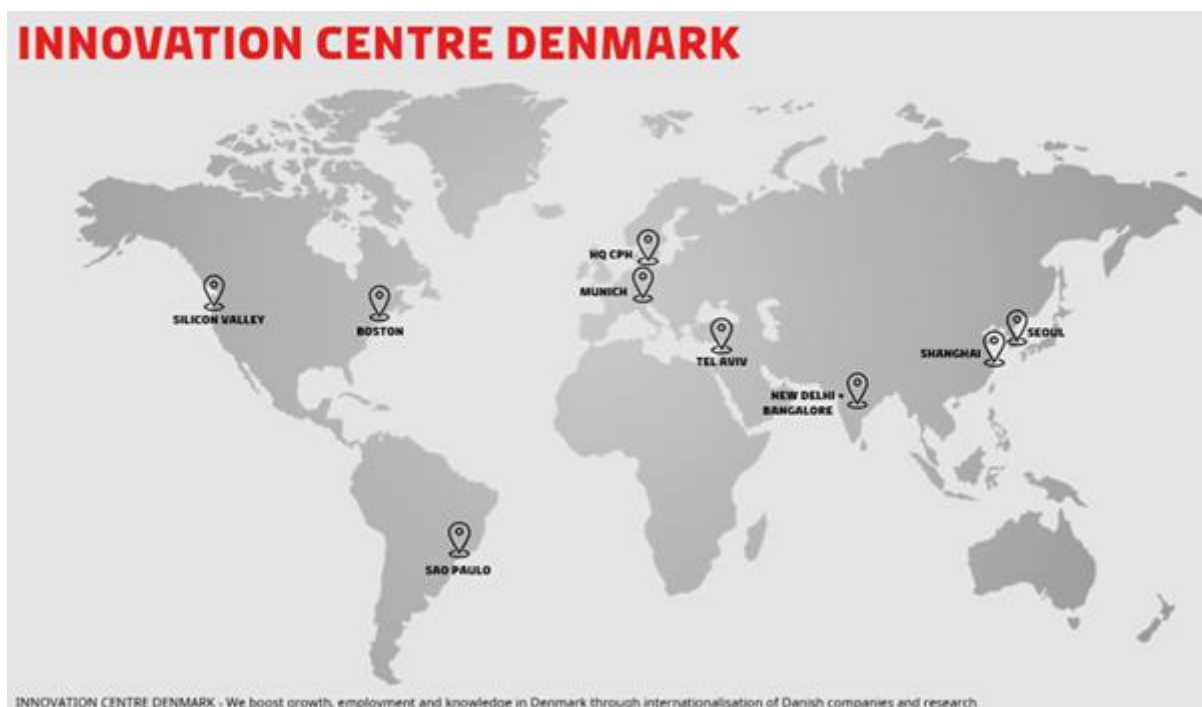 INNOVATION CENTRE DENMARK
HQ CPH
MUNICH
SILICON VALLEY
BOSTON
TEL AVIV
SEOUL
SHANGHAI
NEW DELHI •
BANGALORE
SAO PAULO
INNOVATION CENTRE DENMARK - We boost growth, employment and knowledge in Denmark through internationalisation of Danish companies and research